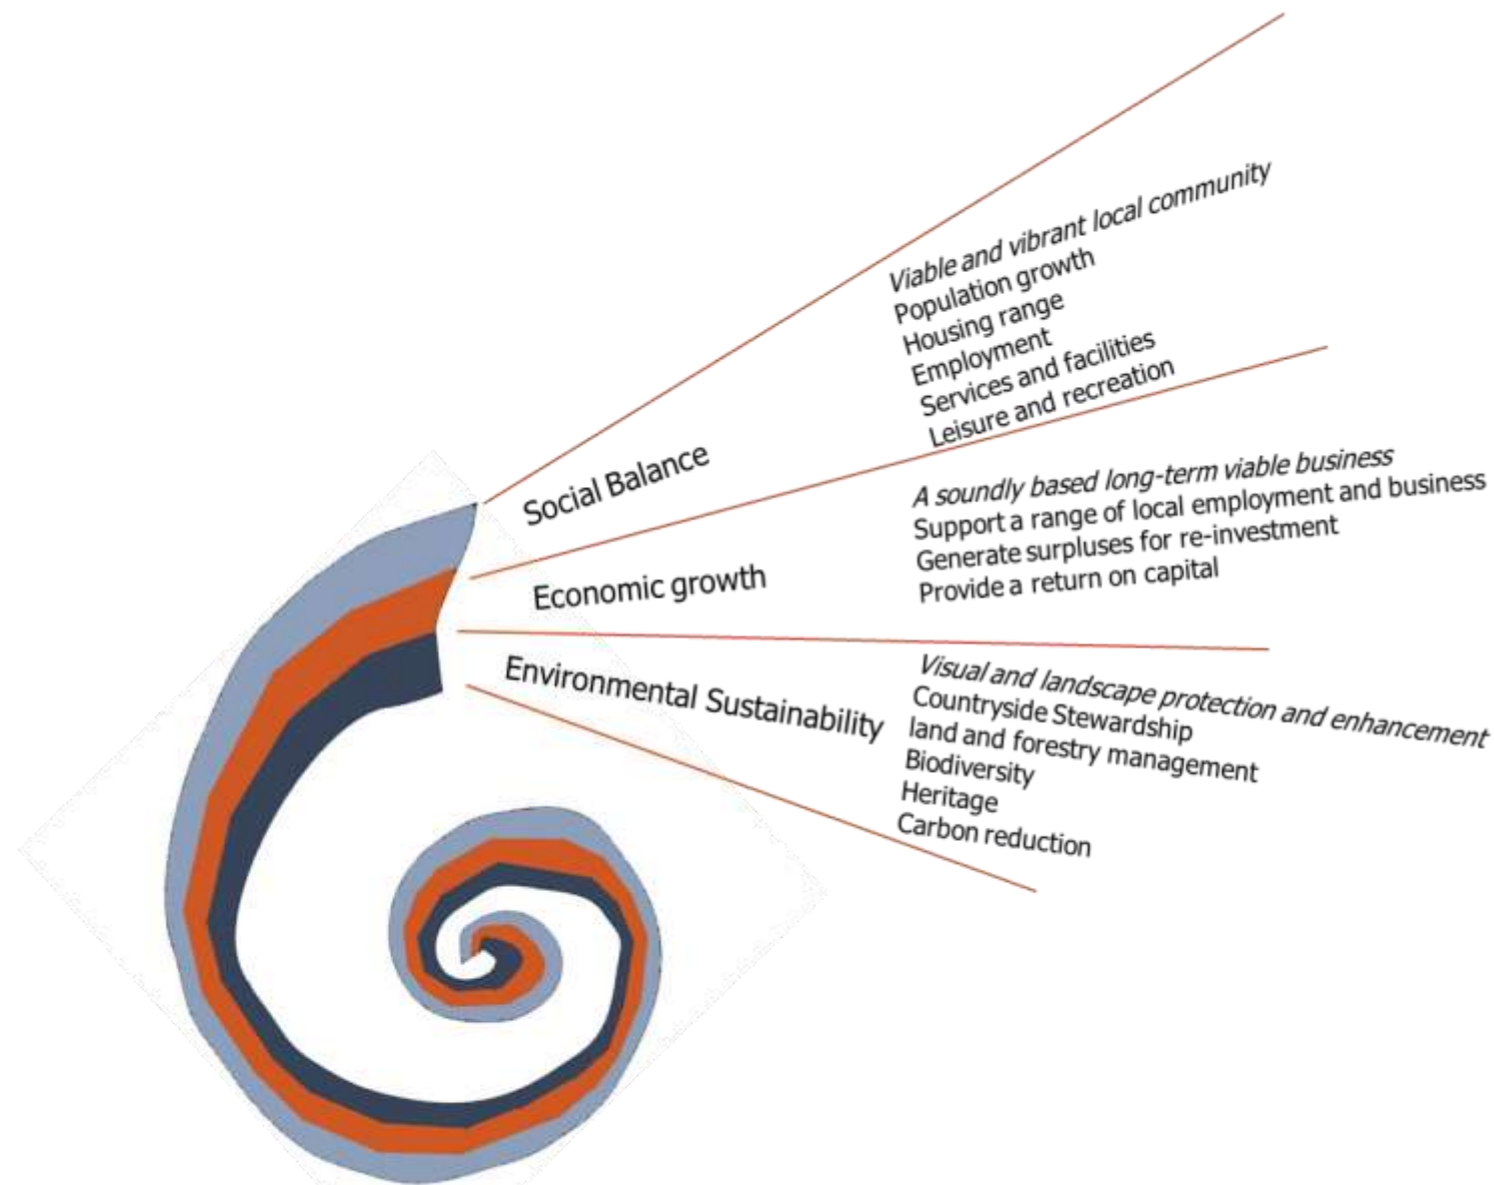 Social Balance
Viable and vibrant local community
Population growth
Housing range
Employment
Services and facilities
Leisure and recreation
Economic growth
A soundly based long-term viable business
Support a range of local employment and business
Generate surpluses for re-investment
Provide a return on capital
Environmental Sustainability
Visual and landscape protection and enhancement
Countryside Stewardship
land and forestry management
Biodiversity
Heritage
Carbon reduction